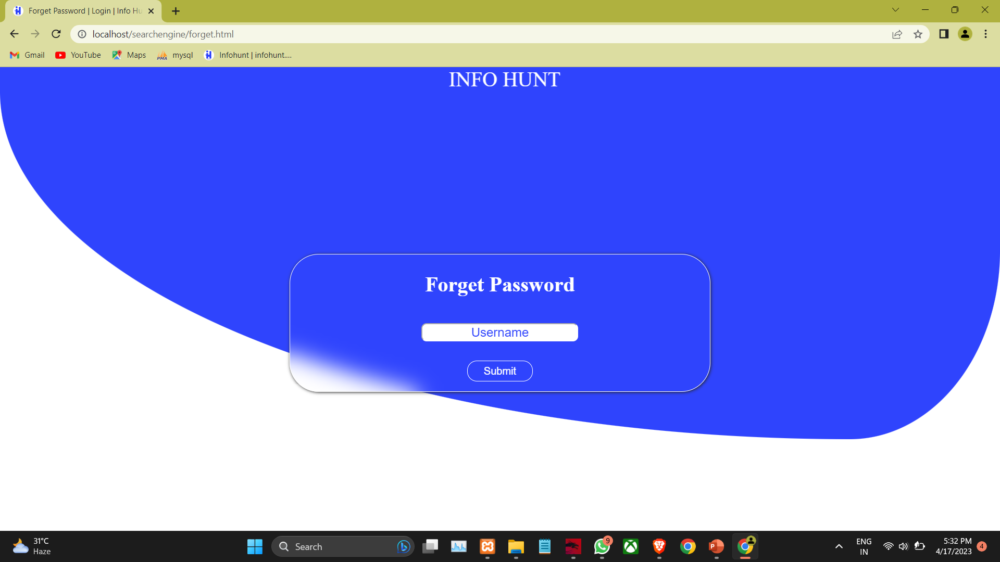 Forget Password | Login | Info Hu
localhost/searchengine/forget.html
Gmail
YouTube
Maps
PMA
mysql
Infohunt | infohunt....
INFO HUNT
Forget Password
Username
Submit
31°C
Haze
Search
9
ENG
IN
5:32 PM
4/17/2023
4